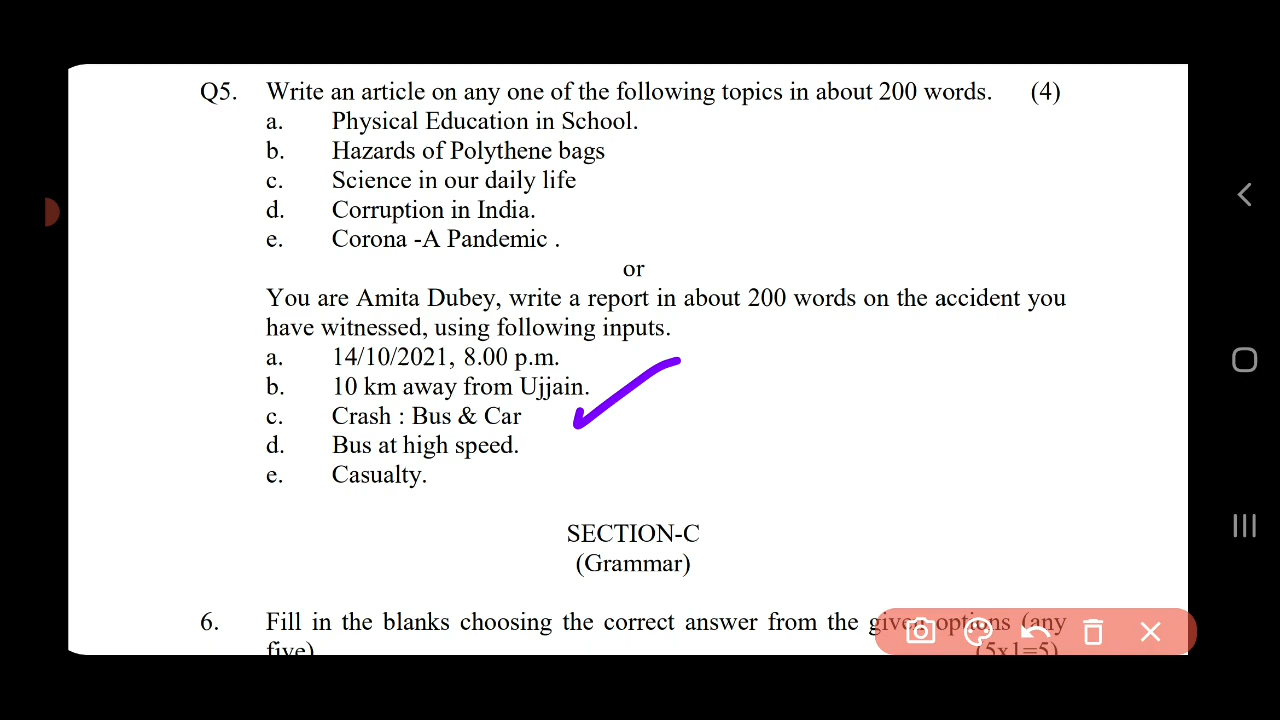 Q5. Write an article on any one of the following topics in about 200 words. (4)
a. Physical Education in School.
b. Hazards of Polythene bags
c. Science in our daily life
d. Corruption in India.
e. Corona -A Pandemic .
or
You are Amita Dubey, write a report in about 200 words on the accident you
have witnessed, using following inputs.
a. 14/10/2021, 8.00 p.m.
b. 10 km away from Ujjain.
c. Crash : Bus & Car
d. Bus at high speed.
e. Casualty.
SECTION-C
(Grammar)
6. Fill in the blanks choosing the correct answer from the given options (any
five) (5x1=5)